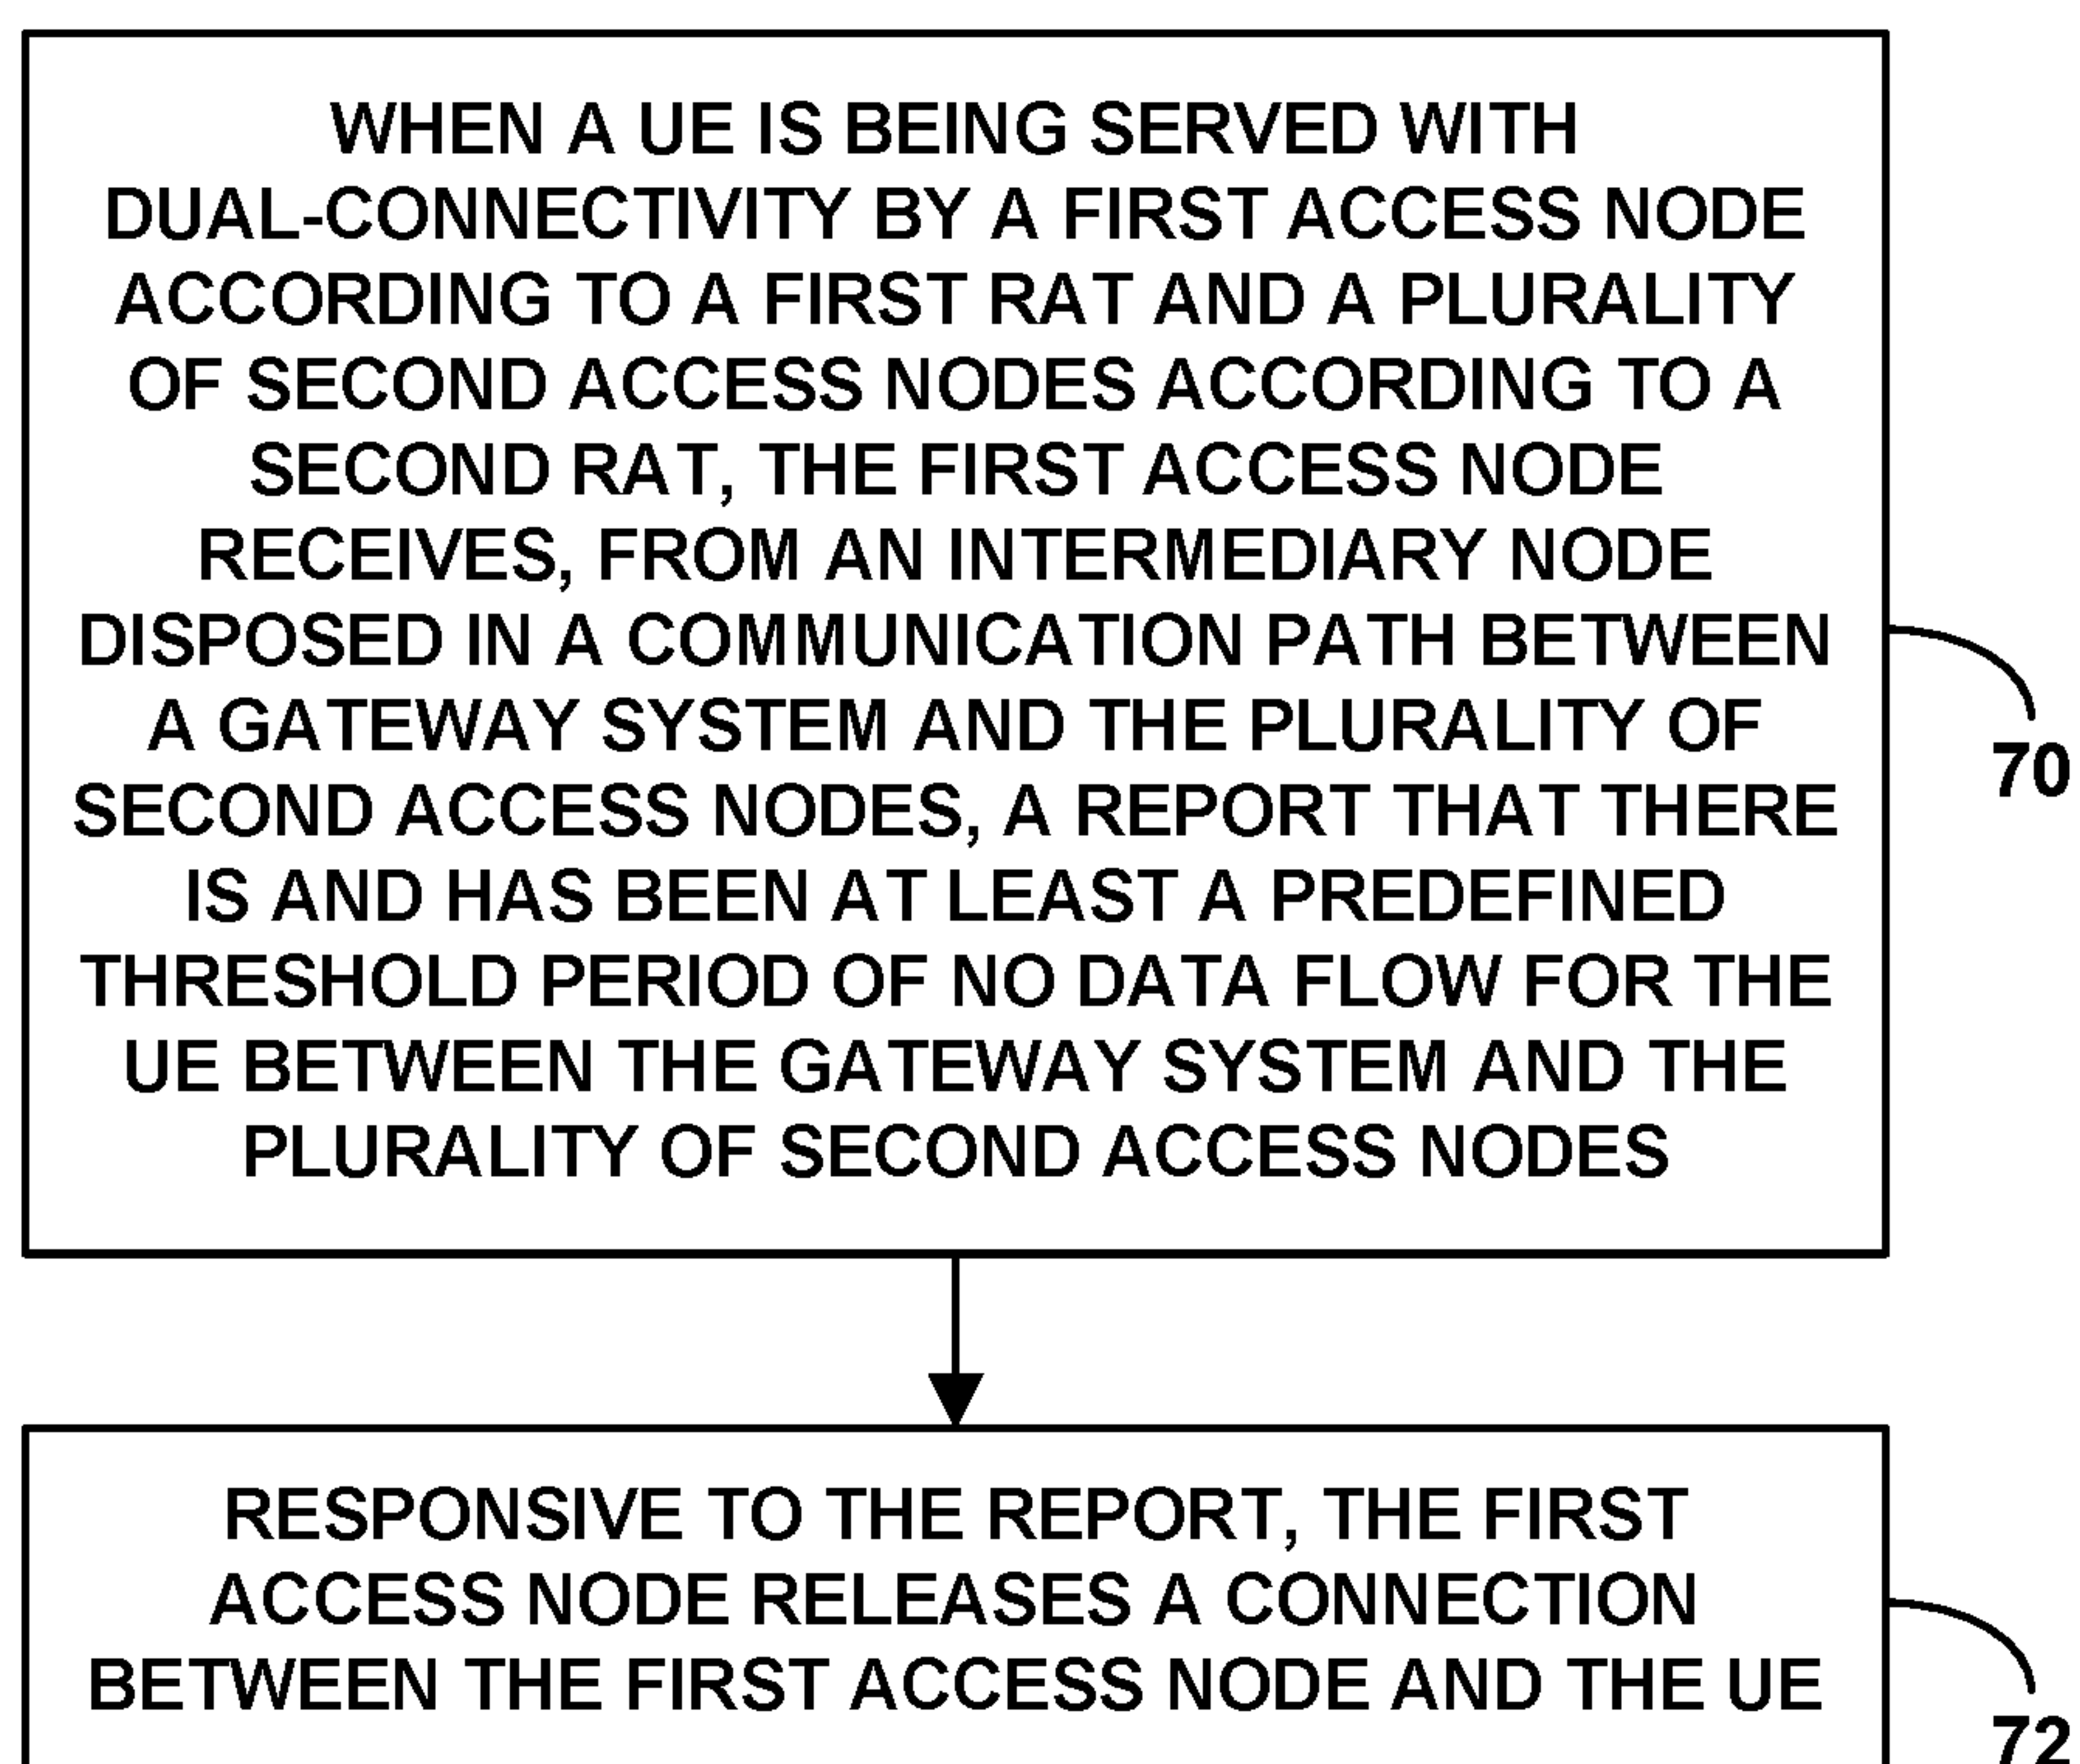 WHEN A UE IS BEING SERVED WITH
DUAL-CONNECTIVITY BY A FIRST ACCESS NODE
ACCORDING TO A FIRST RAT AND A PLURALITY
OF SECOND ACCESS NODES ACCORDING TO A
SECOND RAT, THE FIRST ACCESS NODE
RECEIVES, FROM AN INTERMEDIARY NODE
DISPOSED IN A COMMUNICATION PATH BETWEEN
A GATEWAY SYSTEM AND THE PLURALITY OF
SECOND ACCESS NODES, A REPORT THAT THERE
IS AND HAS BEEN AT LEAST A PREDEFINED
THRESHOLD PERIOD OF NO DATA FLOW FOR THE
UE BETWEEN THE GATEWAY SYSTEM AND THE
PLURALITY OF SECOND ACCESS NODES
70
RESPONSIVE TO THE REPORT, THE FIRST
ACCESS NODE RELEASES A CONNECTION
BETWEEN THE FIRST ACCESS NODE AND THE UE
72